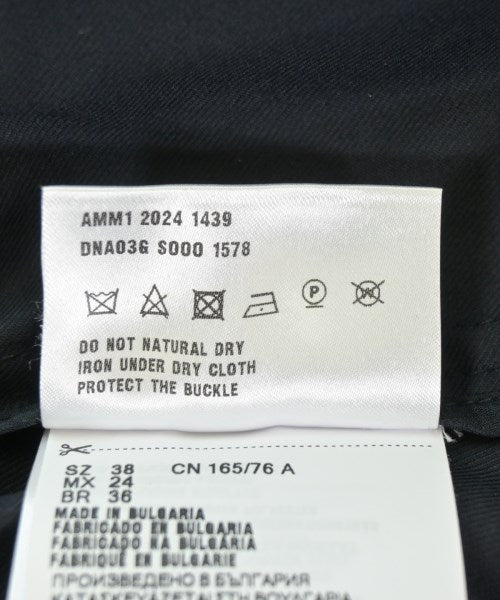 AMM1 2024 1439
DNA03G S000 1578
P
W
DO NOT NATURAL DRY
IRON UNDER DRY CLOTH
PROTECT THE BUCKLE
SZ 38 CN 165/76 A
MX 24
BR 36
MADE IN BULGARIA
FABRICADO EN BULGARIA
FABRICADO NA BULGÁRIA
FABRIQUÉ EN BULGARIE
ПРОИЗВЕДЕНО В БЪЛГАРИЯ